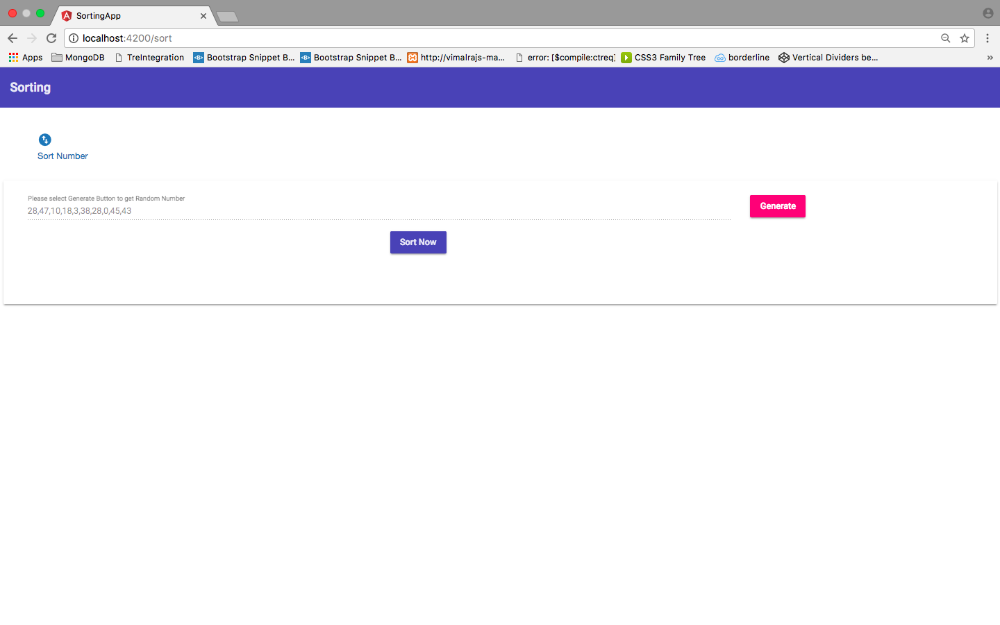 SortingApp
localhost:4200/sort
Apps MongoDB TreIntegration Bootstrap Snippet B... Bootstrap Snippet B... http://vimalrajs-ma... error: [$compile:ctreq] CSS3 Family Tree borderline Vertical Dividers be... »
Sorting
Sort Number
Please select Generate Button to get Random Number
28,47,10,18,3,38,28,0,45,43
Generate
Sort Now